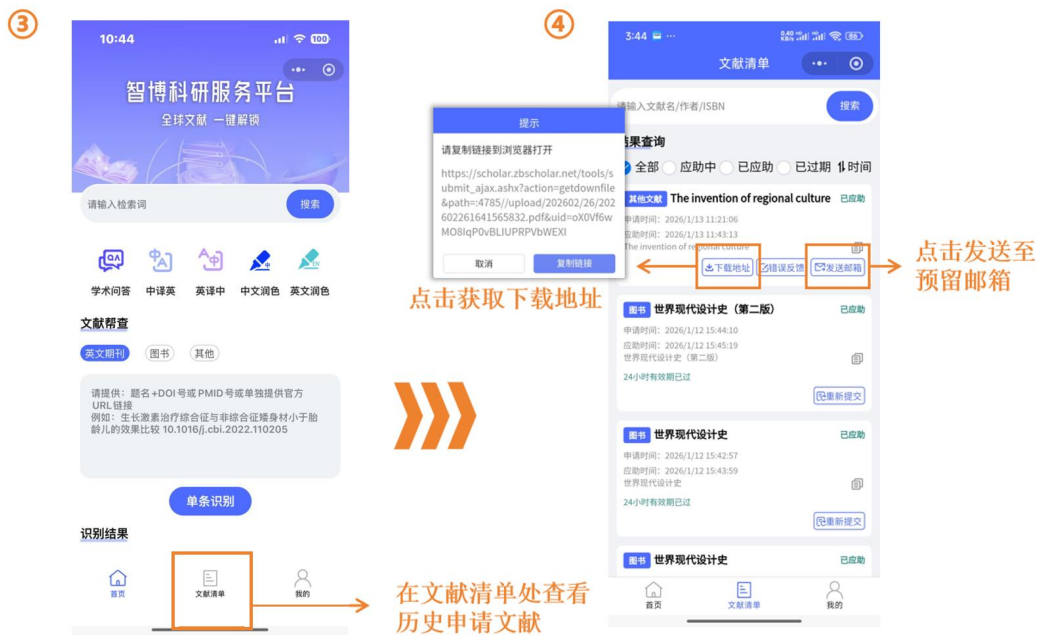 ③
10:44
100
智博科研服务平台
全球文献 一键解锁
请输入检索词
搜索
学术问答 中译英 英译中 中文润色 英文润色
文献帮查
英文期刊 图书 其他
请提供：题名+DOI号或PMID号或单独提供官方
URL链接
例如：生长激素治疗综合征与非综合征矮身材小于胎
龄儿的效果比较 10.1016/j.cbi.2022.110205
单条识别
识别结果
首页 文献清单 我的
在文献清单处查看
历史申请文献
④
3:44
0.40 KB/s
86
文献清单
请输入文献名/作者/ISBN
搜索
结果查询
全部 应助中 已应助 已过期 时间
其他文献 The invention of regional culture 已应助
申请时间：2026/1/13 11:21:06
应助时间：2026/1/13 11:43:13
The invention of regional culture
下载地址 错误反馈 发送邮箱
提示
请复制链接到浏览器打开
https://scholar.zbscholar.net/tools/s
ubmit_ajax.ashx?action=getdownfile
&path=:4785//upload/202602/26/202
602261641565832.pdf&uid=oX0Vf6w
MO8IqP0vBLIUPRPVbWEXI
取消 复制链接
点击获取下载地址
点击发送至
预留邮箱
图书 世界现代设计史（第二版） 已应助
申请时间：2026/1/12 15:44:10
应助时间：2026/1/12 15:45:19
世界现代设计史（第二版）
24小时有效期已过
重新提交
图书 世界现代设计史 已应助
申请时间：2026/1/12 15:42:57
应助时间：2026/1/12 15:43:59
世界现代设计史
24小时有效期已过
重新提交
图书 世界现代设计史 已应助
首页 文献清单 我的